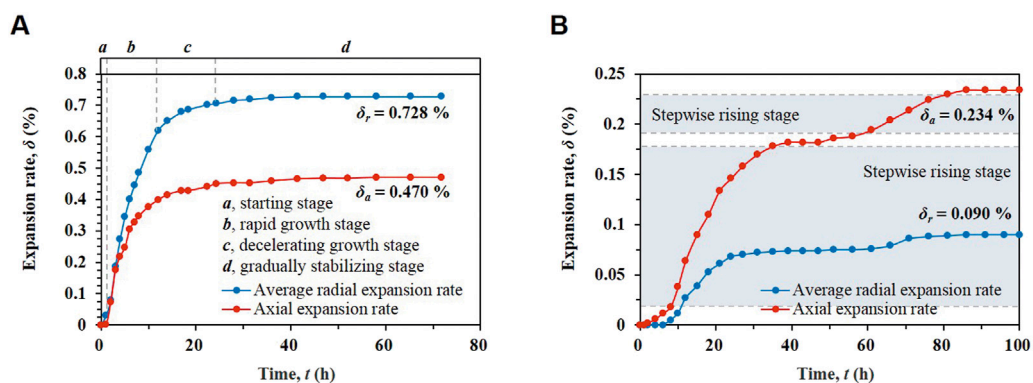 A
a b c d
0.8
0.7
0.6
0.5
0.4
0.3
0.2
0.1
0
Expansion rate, δ (%)
δr = 0.728 %
δa = 0.470 %
a, starting stage
b, rapid growth stage
c, decelerating growth stage
d, gradually stabilizing stage
Average radial expansion rate
Axial expansion rate
0 20 40 60 80
Time, t (h)
B
0.25
0.2
0.15
0.1
0.05
0
Expansion rate, δ (%)
Stepwise rising stage
δa = 0.234 %
Stepwise rising stage
δr = 0.090 %
Average radial expansion rate
Axial expansion rate
0 20 40 60 80 100
Time, t (h)